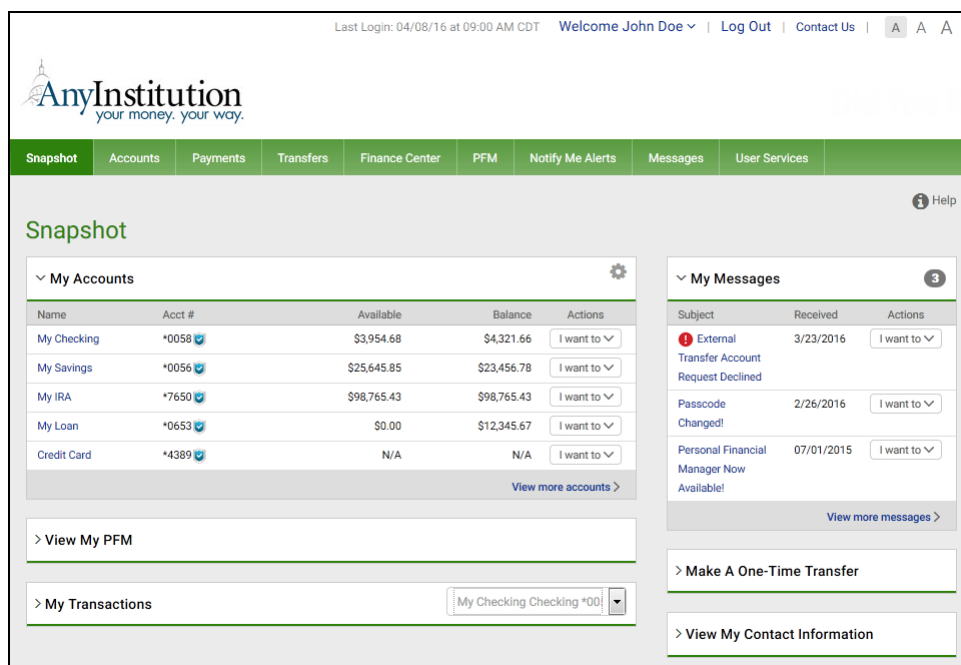 Last Login: 04/08/16 at 09:00 AM CDT Welcome John Doe | Log Out | Contact Us | A A A
AnyInstitution
your money. your way.
Snapshot Accounts Payments Transfers Finance Center PFM Notify Me Alerts Messages User Services
Help
Snapshot
My Accounts
Name Acct # Available Balance Actions
My Checking *0058 $3,954.68 $4,321.66 I want to
My Savings *0056 $25,645.85 $23,456.78 I want to
My IRA *7650 $98,765.43 $98,765.43 I want to
My Loan *0653 $0.00 $12,345.67 I want to
Credit Card *4389 N/A N/A I want to
View more accounts
View My PFM
My Transactions My Checking Checking *00
My Messages 3
Subject Received Actions
External 3/23/2016 I want to
Transfer Account
Request Declined
Passcode 2/26/2016 I want to
Changed!
Personal Financial 07/01/2015 I want to
Manager Now
Available!
View more messages
Make A One-Time Transfer
View My Contact Information